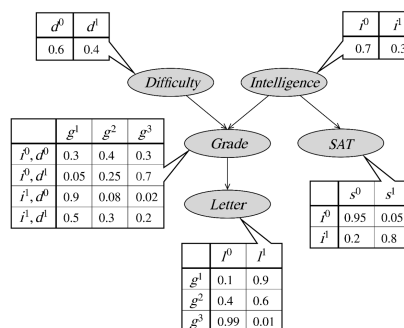 d⁰ d¹
0.6 0.4
i⁰ i¹
0.7 0.3
Difficulty Intelligence
g¹ g² g³
i⁰, d⁰ 0.3 0.4 0.3
i⁰, d¹ 0.05 0.25 0.7
i¹, d⁰ 0.9 0.08 0.02
i¹, d¹ 0.5 0.3 0.2
Grade SAT
Letter
s⁰ s¹
i⁰ 0.95 0.05
i¹ 0.2 0.8
l⁰ l¹
g¹ 0.1 0.9
g² 0.4 0.6
g³ 0.99 0.01